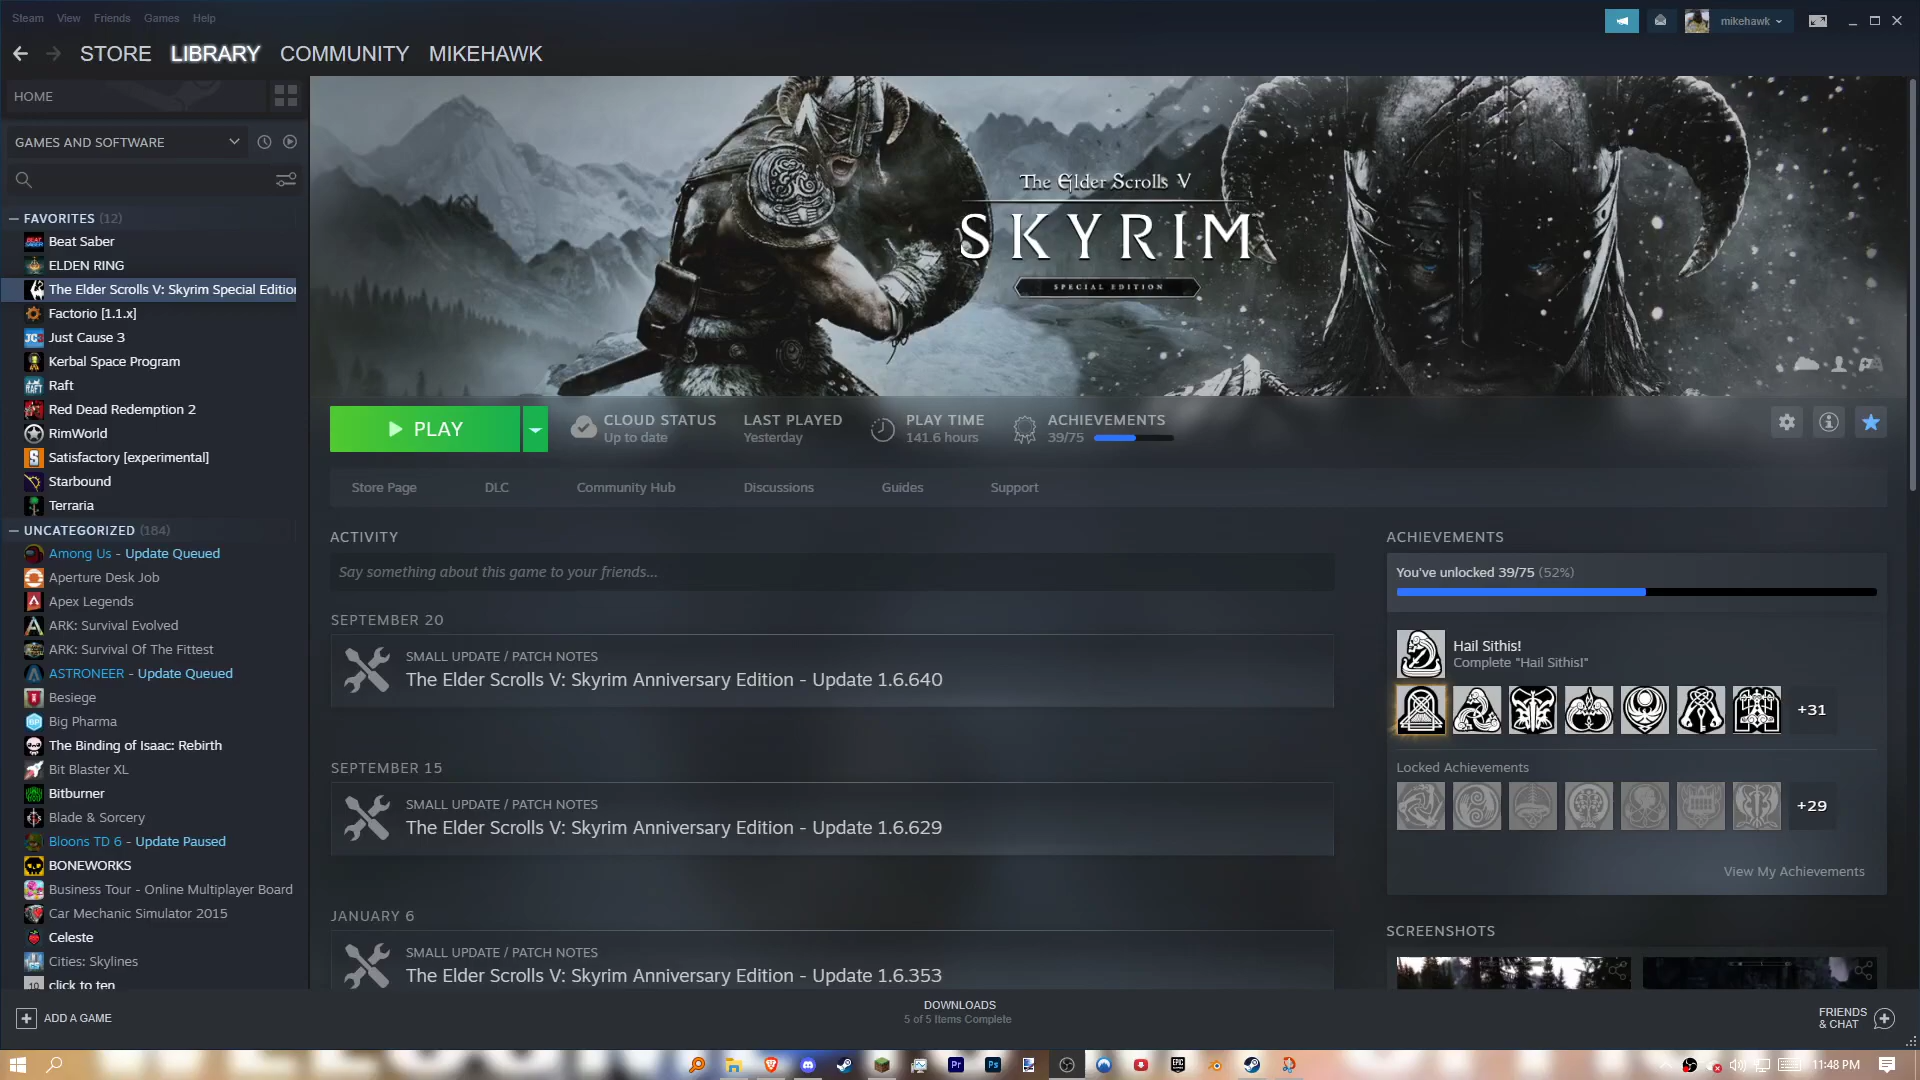 Steam View Friends Games Help
mikehawk
STORE LIBRARY COMMUNITY MIKEHAWK
HOME
GAMES AND SOFTWARE
FAVORITES (12)
Beat Saber
ELDEN RING
The Elder Scrolls V: Skyrim Special Edition
Factorio [1.1.x]
Just Cause 3
Kerbal Space Program
Raft
Red Dead Redemption 2
RimWorld
Satisfactory [experimental]
Starbound
Terraria
UNCATEGORIZED (184)
Among Us - Update Queued
Aperture Desk Job
Apex Legends
ARK: Survival Evolved
ARK: Survival Of The Fittest
ASTRONEER - Update Queued
Besiege
Big Pharma
The Binding of Isaac: Rebirth
Bit Blaster XL
Bitburner
Blade & Sorcery
Bloons TD 6 - Update Paused
BONEWORKS
Business Tour - Online Multiplayer Board
Car Mechanic Simulator 2015
Celeste
Cities: Skylines
click to ten
The Elder Scrolls V
SKYRIM
SPECIAL EDITION
PLAY
CLOUD STATUS
Up to date
LAST PLAYED
Yesterday
PLAY TIME
141.6 hours
ACHIEVEMENTS
39/75
Store Page DLC Community Hub Discussions Guides Support
ACTIVITY
Say something about this game to your friends...
SEPTEMBER 20
SMALL UPDATE / PATCH NOTES
The Elder Scrolls V: Skyrim Anniversary Edition - Update 1.6.640
SEPTEMBER 15
SMALL UPDATE / PATCH NOTES
The Elder Scrolls V: Skyrim Anniversary Edition - Update 1.6.629
JANUARY 6
SMALL UPDATE / PATCH NOTES
The Elder Scrolls V: Skyrim Anniversary Edition - Update 1.6.353
ACHIEVEMENTS
You've unlocked 39/75 (52%)
Hail Sithis!
Complete "Hail Sithis!"
+31
Locked Achievements
+29
View My Achievements
SCREENSHOTS
ADD A GAME
DOWNLOADS
5 of 5 Items Complete
FRIENDS
& CHAT
11:48 PM